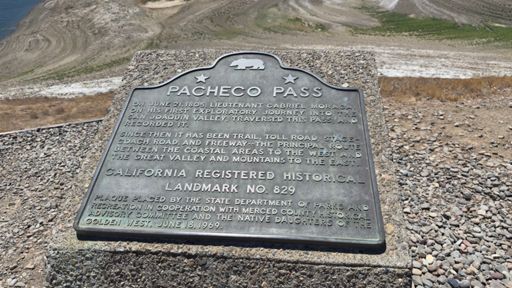 PACHECO PASS
ON JUNE 21, 1805, LIEUTENANT GABRIEL MORAGA,
ON HIS FIRST EXPLORATORY JOURNEY INTO THE
SAN JOAQUIN VALLEY, TRAVERSED THIS PASS AND
RECORDED IT.
SINCE THEN IT HAS BEEN TRAIL, TOLL ROAD, STAGE
COACH ROAD, AND FREEWAY—THE PRINCIPAL ROUTE
BETWEEN THE COASTAL AREAS TO THE WEST AND
THE GREAT VALLEY AND MOUNTAINS TO THE EAST.
CALIFORNIA REGISTERED HISTORICAL
LANDMARK NO. 829
PLAQUE PLACED BY THE STATE DEPARTMENT OF PARKS AND
RECREATION IN COOPERATION WITH MERCED COUNTY HISTORICAL
ADVISORY COMMITTEE AND THE NATIVE DAUGHTERS OF THE
GOLDEN WEST, JUNE 18, 1969.